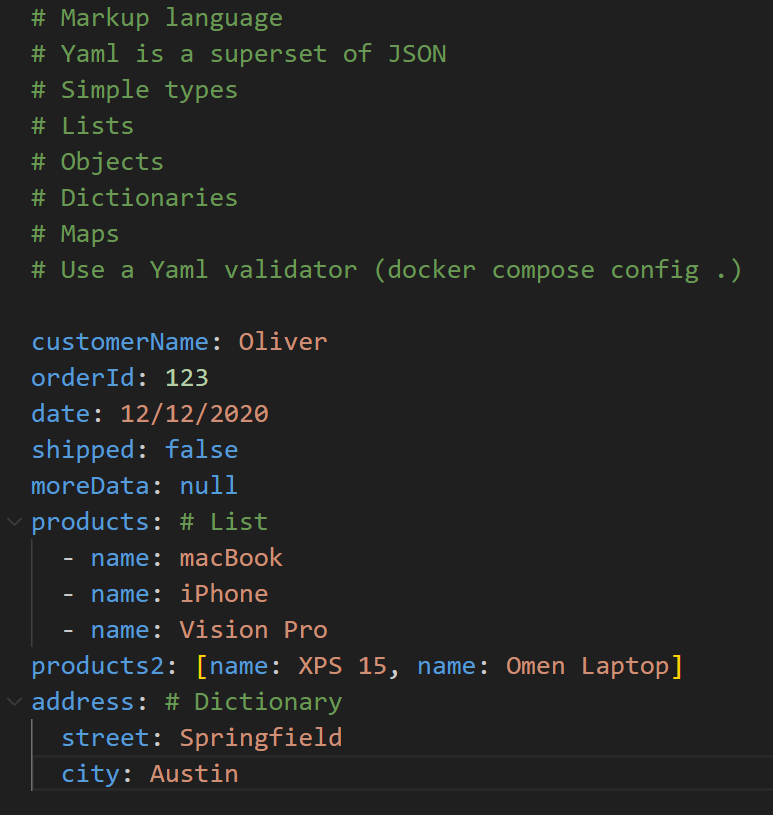 # Markup language
# Yaml is a superset of JSON
# Simple types
# Lists
# Objects
# Dictionaries
# Maps
# Use a Yaml validator (docker compose config .)

customerName: Oliver
orderId: 123
date: 12/12/2020
shipped: false
moreData: null
products: # List
  - name: macBook
  - name: iPhone
  - name: Vision Pro
products2: [name: XPS 15, name: Omen Laptop]
address: # Dictionary
  street: Springfield
  city: Austin